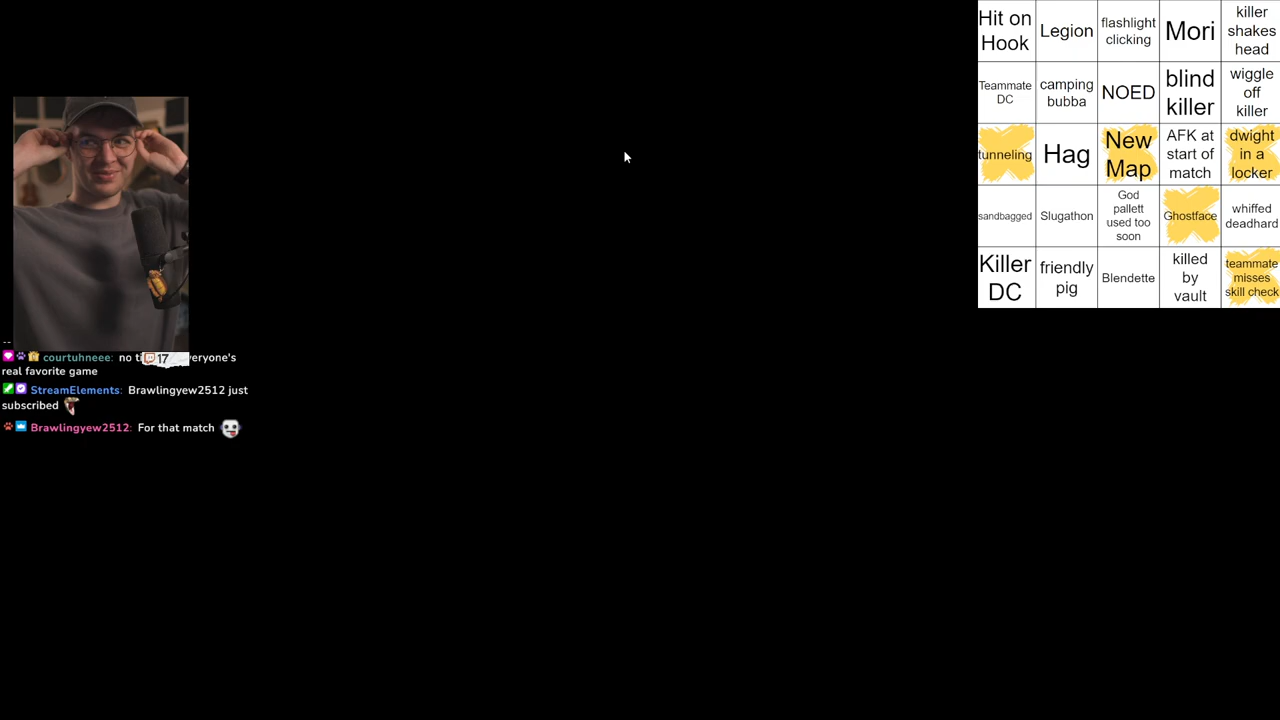 Hit on
Hook
Legion
flashlight
clicking
Mori
killer
shakes
head
Teammate
DC
camping
bubba
NOED
blind
killer
wiggle
off
killer
tunneling
Hag
New
Map
AFK at
start of
match
dwight
in a
locker
sandbagged
Slugathon
God
pallett
used too
soon
Ghostface
whiffed
deadhard
Killer
DC
friendly
pig
Blendette
killed
by
vault
teammate
misses
skill check
courtuhneee: no 17 veryone's
real favorite game
StreamElements: Brawlingyew2512 just
subscribed
Brawlingyew2512: For that match